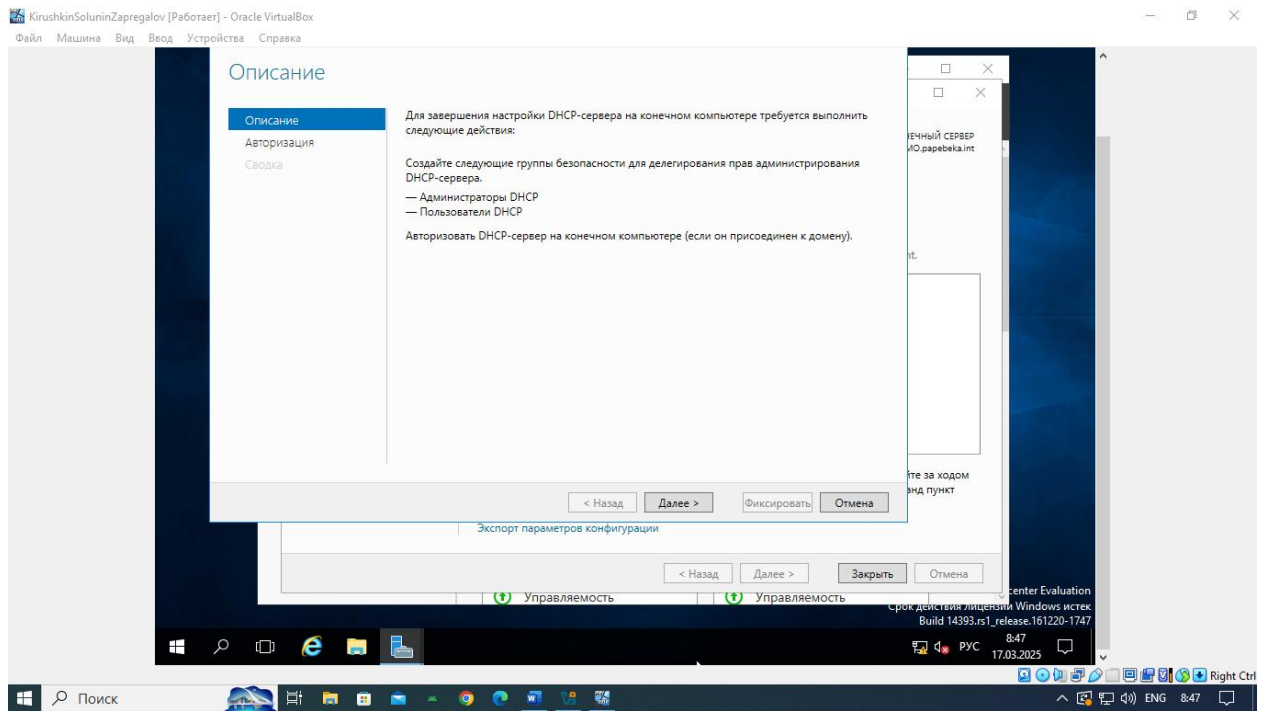 KirushkinSoluninZapregalov [Работает] - Oracle VirtualBox
Файл Машина Вид Ввод Устройства Справка
Описание
Описание
Авторизация
Сводка
Для завершения настройки DHCP-сервера на конечном компьютере требуется выполнить
следующие действия:
Создайте следующие группы безопасности для делегирования прав администрирования
DHCP-сервера.
— Администраторы DHCP
— Пользователи DHCP
Авторизовать DHCP-сервер на конечном компьютере (если он присоединен к домену).
СЕРВЕР
.papebeka.int
nt.
за ходом
пункт
< Назад Далее > Фиксировать Отмена
Экспорт параметров конфигурации
< Назад Далее > Закрыть Отмена
Управляемость Управляемость
center Evaluation
Срок действия лицензии Windows истек
Build 14393.rs1_release.161220-1747
РУС 8:47
17.03.2025
Right Ctrl
Поиск ENG 8:47